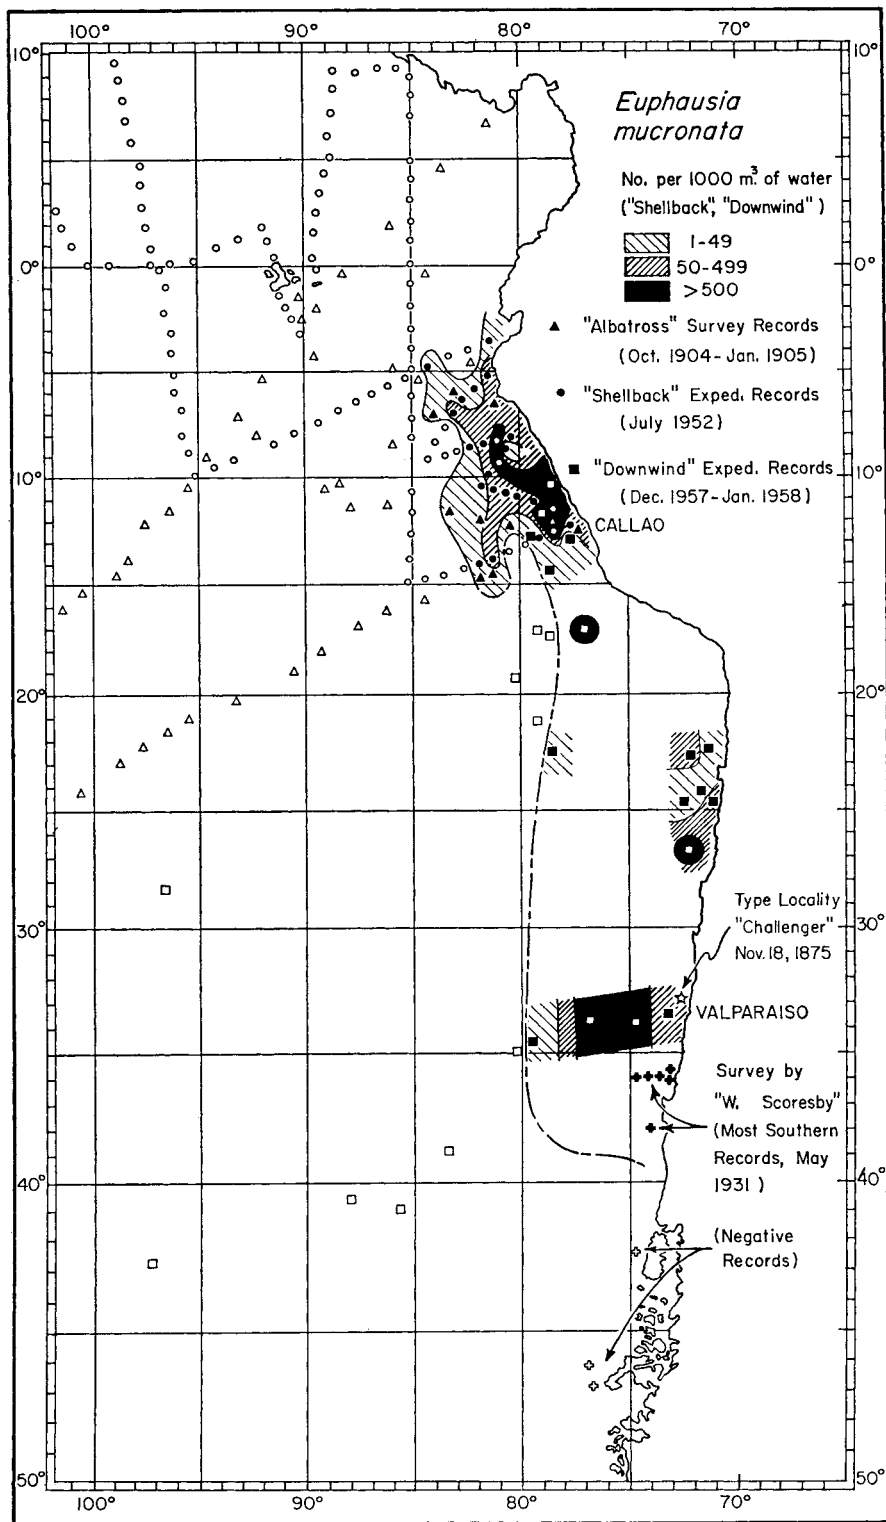 100° 90° 80° 70°
10° 10°
Euphausia
mucronata
No. per 1000 m.³ of water
("Shellback", "Downwind")
1-49
50-499
>500
0° 0°
▲ "Albatross" Survey Records
(Oct. 1904-Jan. 1905)
● "Shellback" Exped. Records
(July 1952)
■ "Downwind" Exped. Records
(Dec. 1957-Jan. 1958)
10° 10°
CALLAO
20° 20°
Type Locality
"Challenger"
Nov. 18, 1875
30° 30°
VALPARAISO
Survey by
"W. Scoresby"
(Most Southern
Records, May
1931)
40° 40°
(Negative
Records)
50° 50°
100° 90° 80° 70°